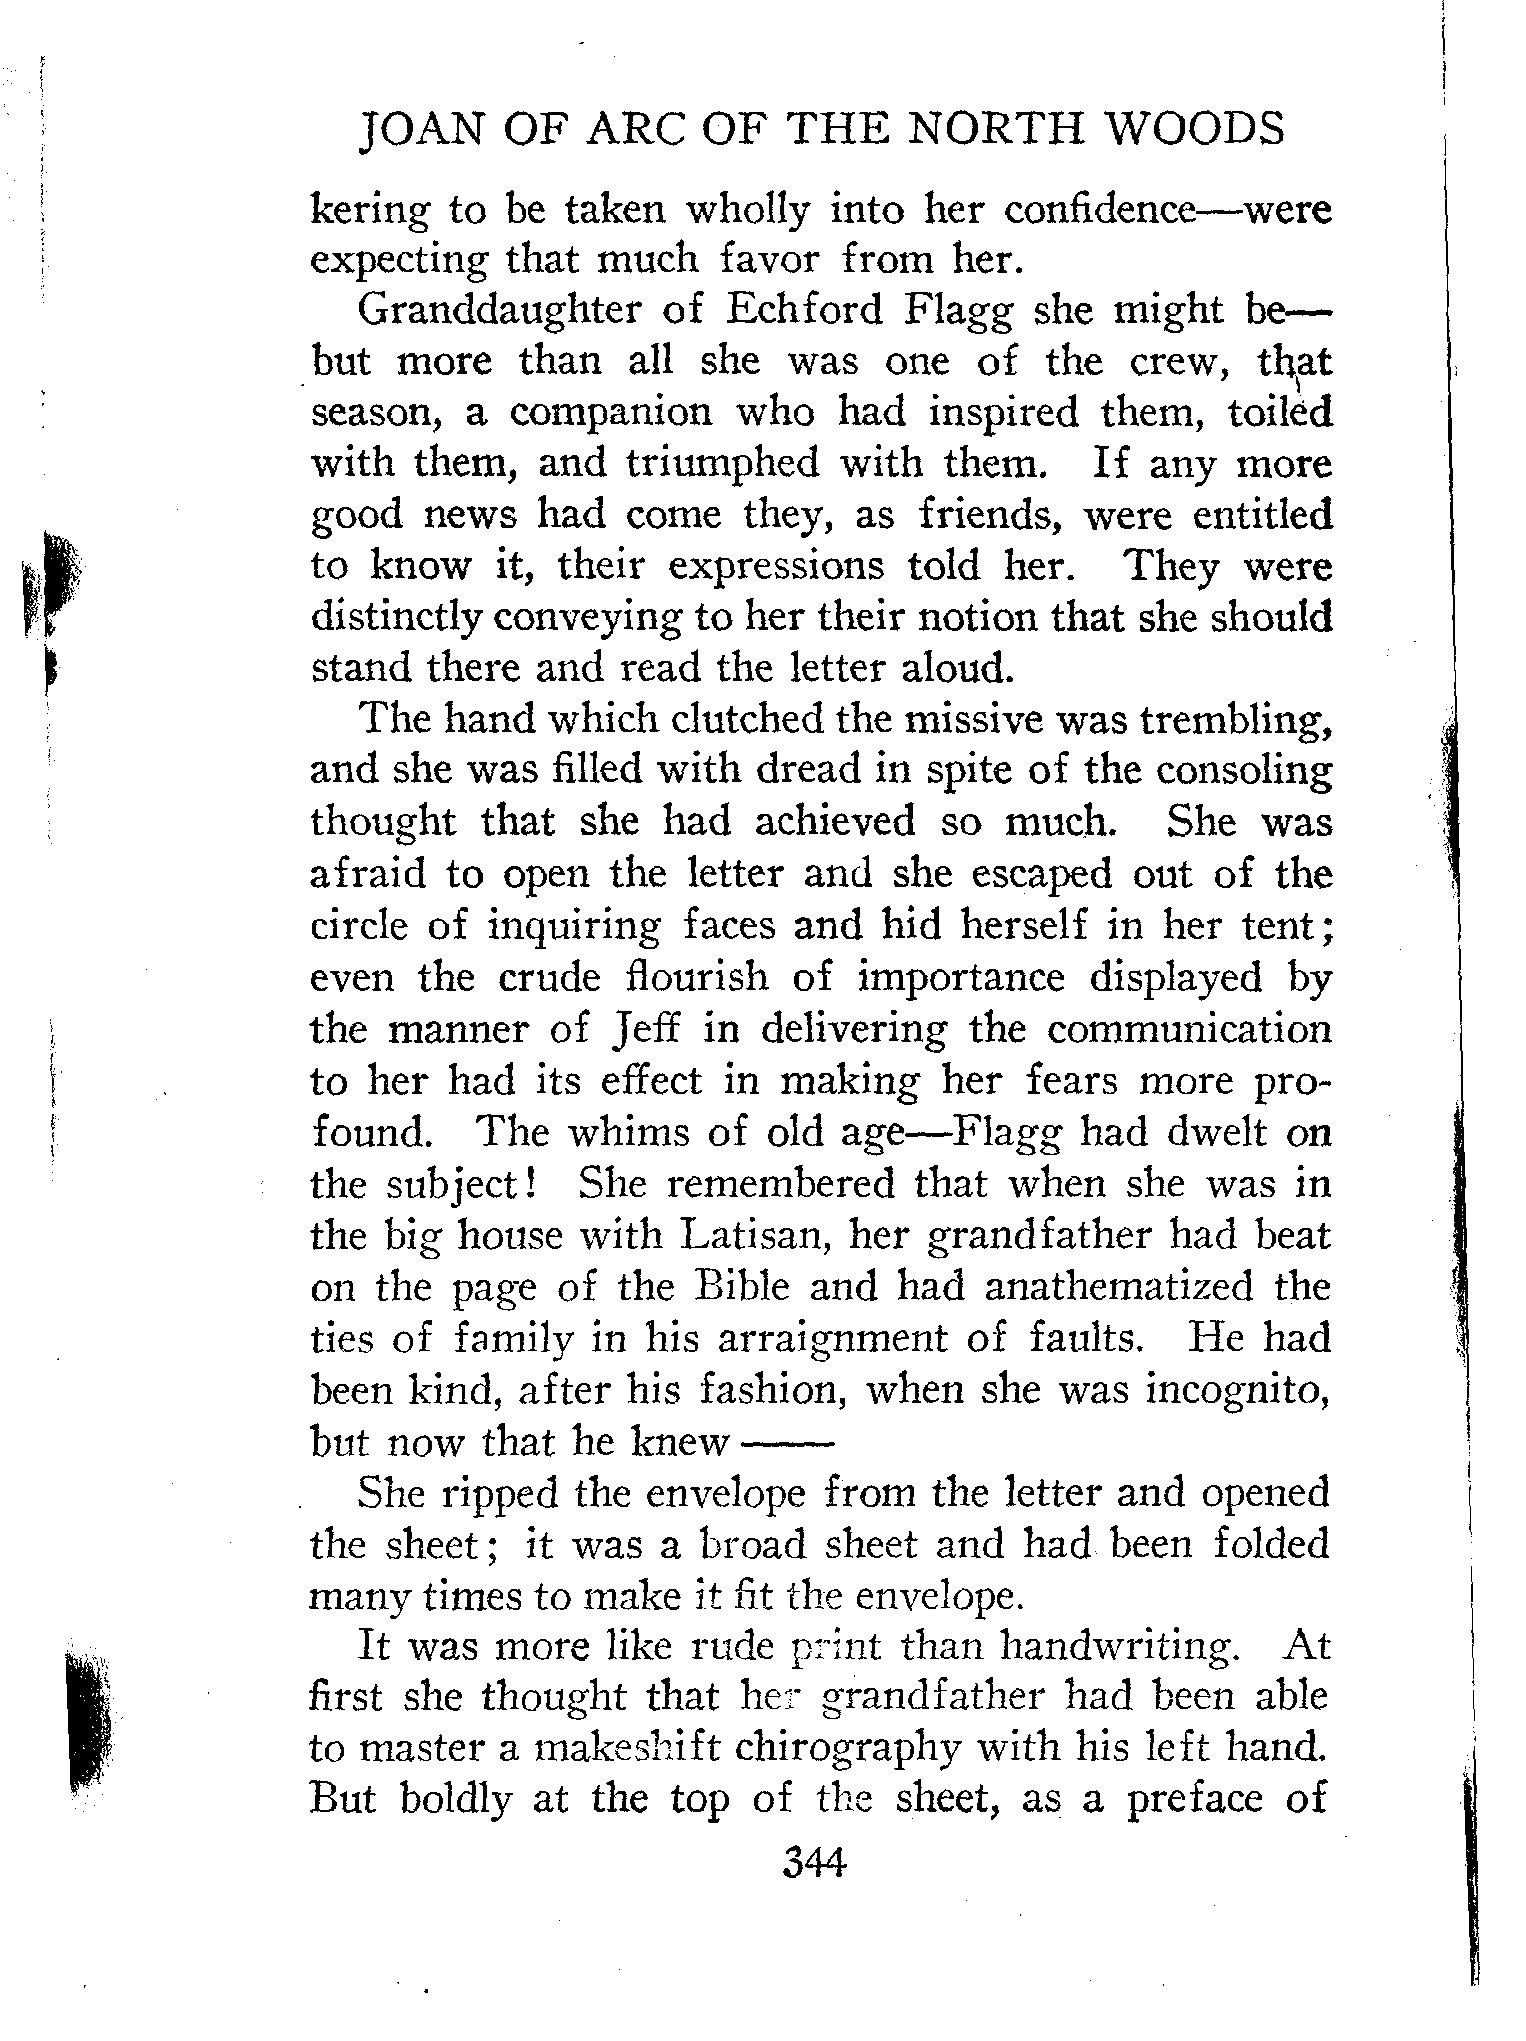 JOAN OF ARC OF THE NORTH WOODS
kering to be taken wholly into her confidence—were
expecting that much favor from her.
Granddaughter of Echford Flagg she might be—
but more than all she was one of the crew, that
season, a companion who had inspired them, toiled
with them, and triumphed with them. If any more
good news had come they, as friends, were entitled
to know it, their expressions told her. They were
distinctly conveying to her their notion that she should
stand there and read the letter aloud.
The hand which clutched the missive was trembling,
and she was filled with dread in spite of the consoling
thought that she had achieved so much. She was
afraid to open the letter and she escaped out of the
circle of inquiring faces and hid herself in her tent;
even the crude flourish of importance displayed by
the manner of Jeff in delivering the communication
to her had its effect in making her fears more pro-
found. The whims of old age—Flagg had dwelt on
the subject! She remembered that when she was in
the big house with Latisan, her grandfather had beat
on the page of the Bible and had anathematized the
ties of family in his arraignment of faults. He had
been kind, after his fashion, when she was incognito,
but now that he knew——
She ripped the envelope from the letter and opened
the sheet; it was a broad sheet and had been folded
many times to make it fit the envelope.
It was more like rude print than handwriting. At
first she thought that her grandfather had been able
to master a makeshift chirography with his left hand.
But boldly at the top of the sheet, as a preface of
344